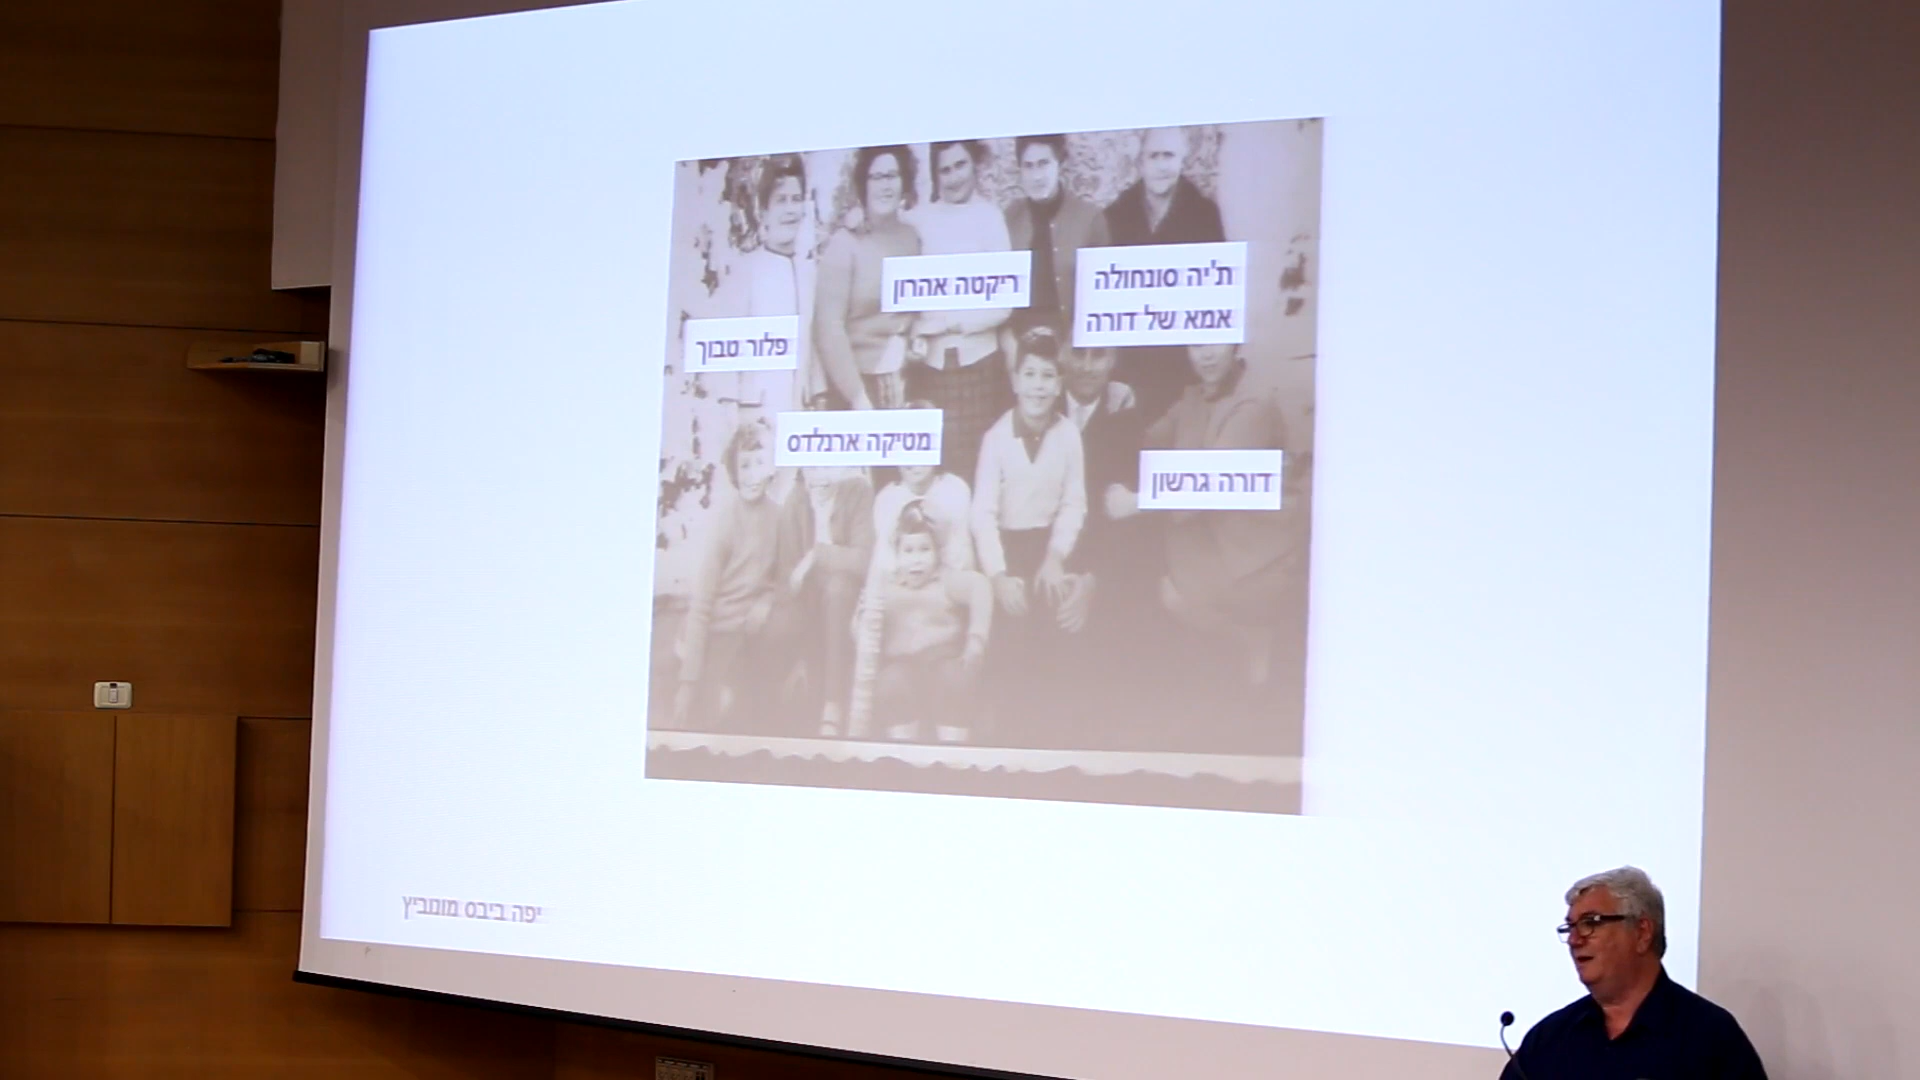 ריקטה אהרון
ת'יה סונחולה
אמא של דורה
פלור טבוך
מטיקה ארנלדס
דורה גרשון
יפה ביבס מומביץ